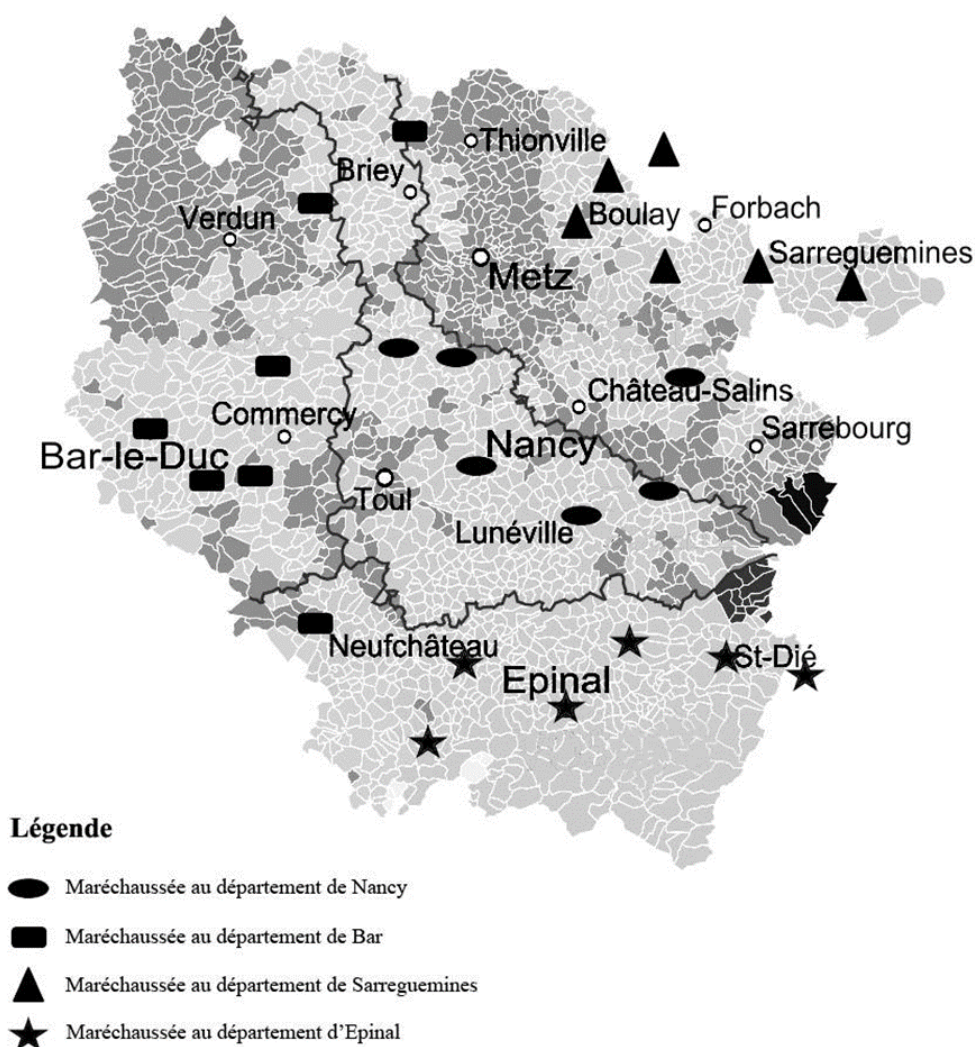 Thionville
Briey
Boulay
Forbach
Verdun
Sarreguemines
Metz
Château-Salins
Commercy
Sarrebourg
Nancy
Bar-le-Duc
Toul
Lunéville
Neufchâteau
St-Dié
Epinal
Légende
Maréchaussée au département de Nancy
Maréchaussée au département de Bar
Maréchaussée au département de Sarreguemines
Maréchaussée au département d’Epinal